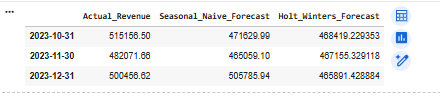 ...
Actual_Revenue Seasonal_Naive_Forecast Holt_Winters_Forecast
2023-10-31 515156.50 471629.99 468419.229353
2023-11-30 482071.66 465059.10 467155.329118
2023-12-31 500456.62 505785.94 465891.428884